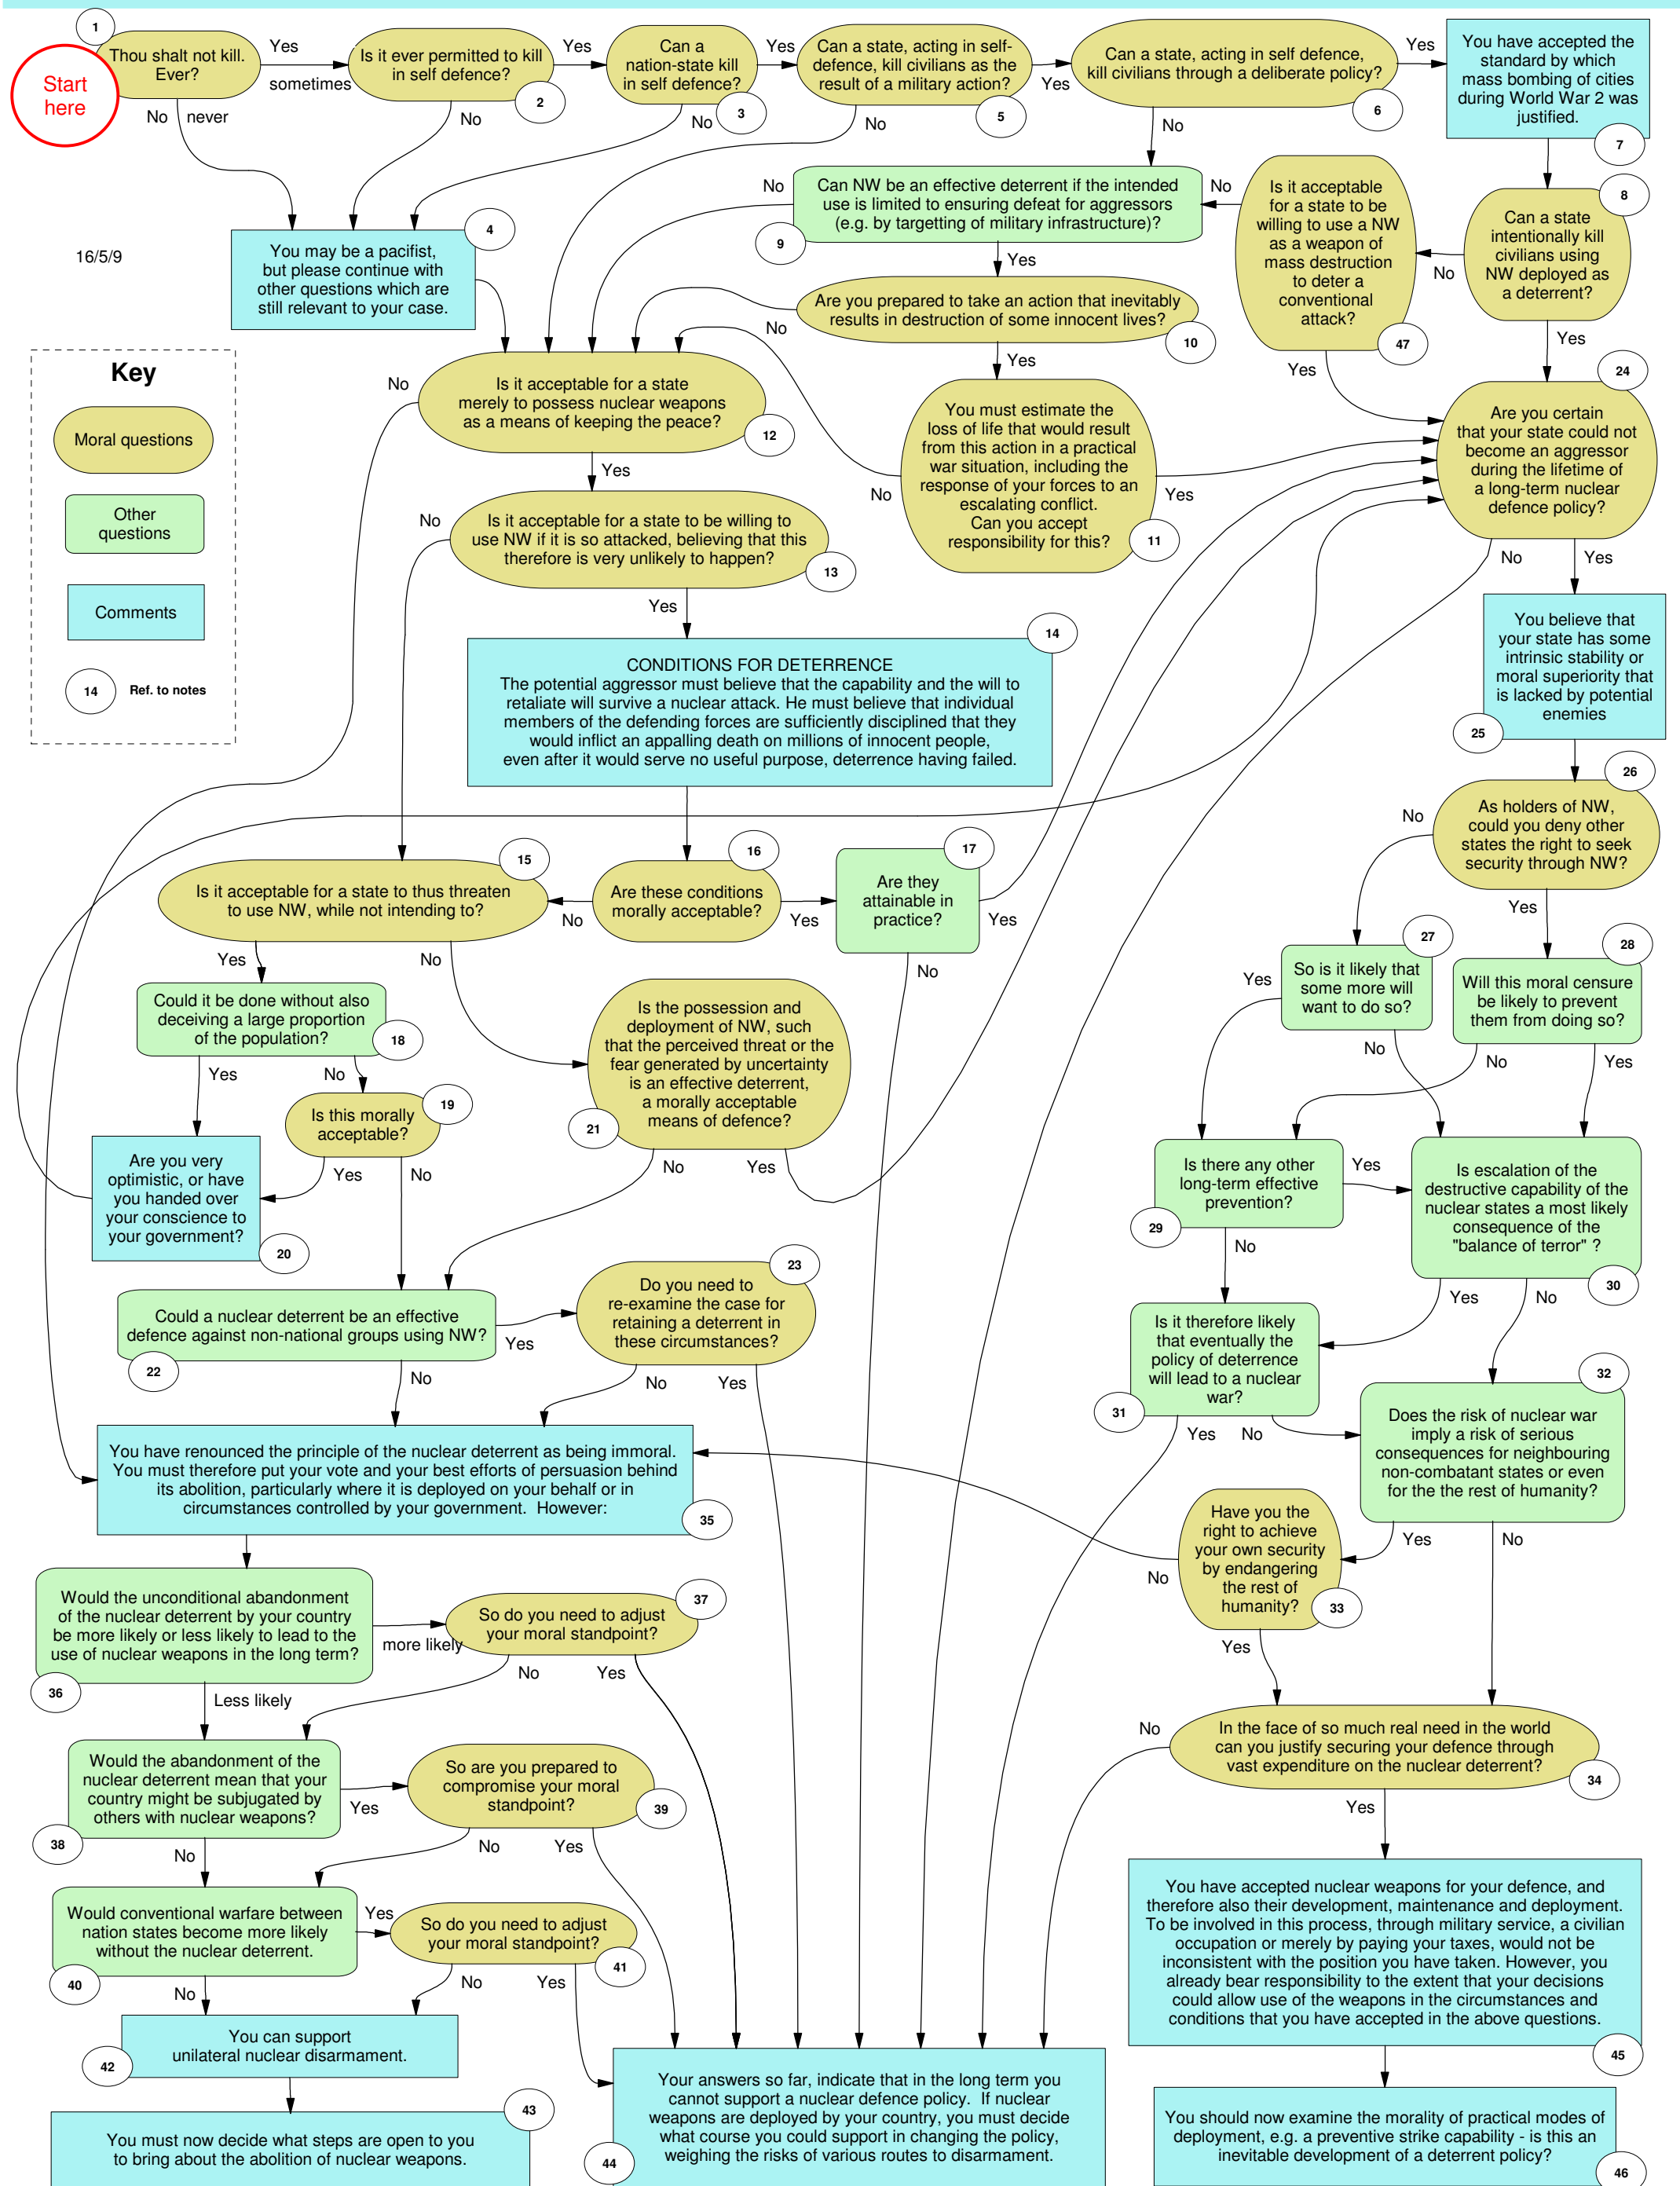 1
Start
here
Thou shalt not kill.
Ever?
Yes
sometimes
No
never
Is it ever permitted to kill
in self defence?
2
Yes
No
Can a
nation-state kill
in self defence?
3
Yes
No
Can a state, acting in self-
defence, kill civilians as the
result of a military action?
5
Yes
No
Can a state, acting in self defence,
kill civilians through a deliberate policy?
6
Yes
No
You have accepted the
standard by which
mass bombing of cities
during World War 2 was
justified.
7
16/5/9
4
You may be a pacifist,
but please continue with
other questions which are
still relevant to your case.
No
Can NW be an effective deterrent if the intended
use is limited to ensuring defeat for aggressors
(e.g. by targetting of military infrastructure)?
9
Yes
No
Is it acceptable
for a state to be
willing to use a NW
as a weapon of
mass destruction
to deter a
conventional
attack?
47
Yes
No
8
Can a state
intentionally kill
civilians using
NW deployed as
a deterrent?
Yes
Are you prepared to take an action that inevitably
results in destruction of some innocent lives?
10
No
Yes
Key
Moral questions
Other
questions
Comments
14
Ref. to notes
No
Is it acceptable for a state
merely to possess nuclear weapons
as a means of keeping the peace?
12
Yes
You must estimate the
loss of life that would result
from this action in a practical
war situation, including the
response of your forces to an
escalating conflict.
Can you accept
responsibility for this?
11
No
Yes
24
Are you certain
that your state could not
become an aggressor
during the lifetime of
a long-term nuclear
defence policy?
No
Yes
No
Is it acceptable for a state to be willing to
use NW if it is so attacked, believing that this
therefore is very unlikely to happen?
13
Yes
14
CONDITIONS FOR DETERRENCE
The potential aggressor must believe that the capability and the will to
retaliate will survive a nuclear attack. He must believe that individual
members of the defending forces are sufficiently disciplined that they
would inflict an appalling death on millions of innocent people,
even after it would serve no useful purpose, deterrence having failed.
You believe that
your state has some
intrinsic stability or
moral superiority that
is lacked by potential
enemies
25
26
As holders of NW,
could you deny other
states the right to seek
security through NW?
No
Yes
15
Is it acceptable for a state to thus threaten
to use NW, while not intending to?
Yes
No
16
Are these conditions
morally acceptable?
No
Yes
17
Are they
attainable in
practice?
Yes
No
27
So is it likely that
some more will
want to do so?
Yes
No
28
Will this moral censure
be likely to prevent
them from doing so?
No
Yes
Could it be done without also
deceiving a large proportion
of the population?
18
Yes
No
Is this morally
acceptable?
19
Yes
No
Are you very
optimistic, or have
you handed over
your conscience to
your government?
20
Is the possession and
deployment of NW, such
that the perceived threat or the
fear generated by uncertainty
is an effective deterrent,
a morally acceptable
means of defence?
21
No
Yes
Is there any other
long-term effective
prevention?
29
Yes
No
Is escalation of the
destructive capability of the
nuclear states a most likely
consequence of the
"balance of terror" ?
30
Yes
No
Could a nuclear deterrent be an effective
defence against non-national groups using NW?
22
Yes
No
23
Do you need to
re-examine the case for
retaining a deterrent in
these circumstances?
No
Yes
Is it therefore likely
that eventually the
policy of deterrence
will lead to a nuclear
war?
31
Yes
No
32
Does the risk of nuclear war
imply a risk of serious
consequences for neighbouring
non-combatant states or even
for the the rest of humanity?
Yes
No
You have renounced the principle of the nuclear deterrent as being immoral.
You must therefore put your vote and your best efforts of persuasion behind
its abolition, particularly where it is deployed on your behalf or in
circumstances controlled by your government. However:
35
Have you the
right to achieve
your own security
by endangering
the rest of
humanity?
33
No
Yes
Would the unconditional abandonment
of the nuclear deterrent by your country
be more likely or less likely to lead to the
use of nuclear weapons in the long term?
36
more likely
Less likely
37
So do you need to adjust
your moral standpoint?
No
Yes
No
In the face of so much real need in the world
can you justify securing your defence through
vast expenditure on the nuclear deterrent?
34
Yes
Would the abandonment of the
nuclear deterrent mean that your
country might be subjugated by
others with nuclear weapons?
38
Yes
No
So are you prepared to
compromise your moral
standpoint?
39
No
Yes
Would conventional warfare between
nation states become more likely
without the nuclear deterrent.
40
Yes
No
So do you need to adjust
your moral standpoint?
41
No
Yes
You have accepted nuclear weapons for your defence, and
therefore also their development, maintenance and deployment.
To be involved in this process, through military service, a civilian
occupation or merely by paying your taxes, would not be
inconsistent with the position you have taken. However, you
already bear responsibility to the extent that your decisions
could allow use of the weapons in the circumstances and
conditions that you have accepted in the above questions.
45
You can support
unilateral nuclear disarmament.
42
43
You must now decide what steps are open to you
to bring about the abolition of nuclear weapons.
Your answers so far, indicate that in the long term you
cannot support a nuclear defence policy. If nuclear
weapons are deployed by your country, you must decide
what course you could support in changing the policy,
weighing the risks of various routes to disarmament.
44
You should now examine the morality of practical modes of
deployment, e.g. a preventive strike capability - is this an
inevitable development of a deterrent policy?
46